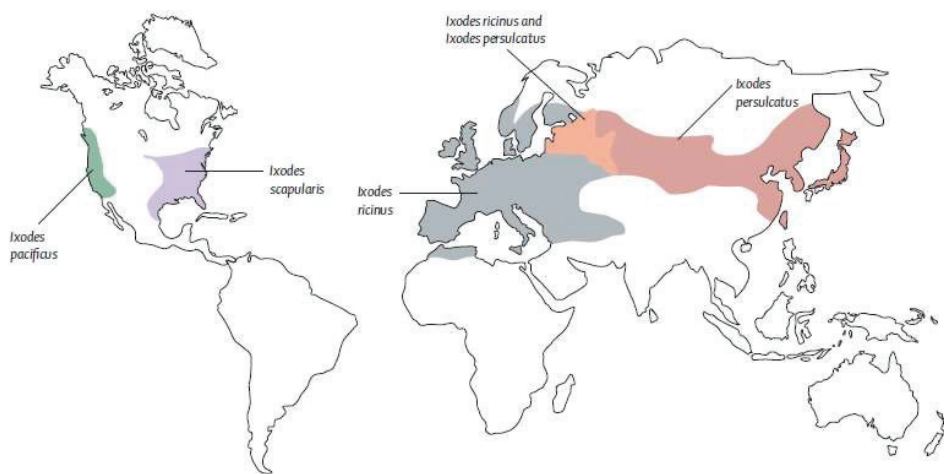 Ixodes ricinus and
Ixodes persulcatus
Ixodes
persulcatus
Ixodes
scapularis
Ixodes
ricinus
Ixodes
pacificus